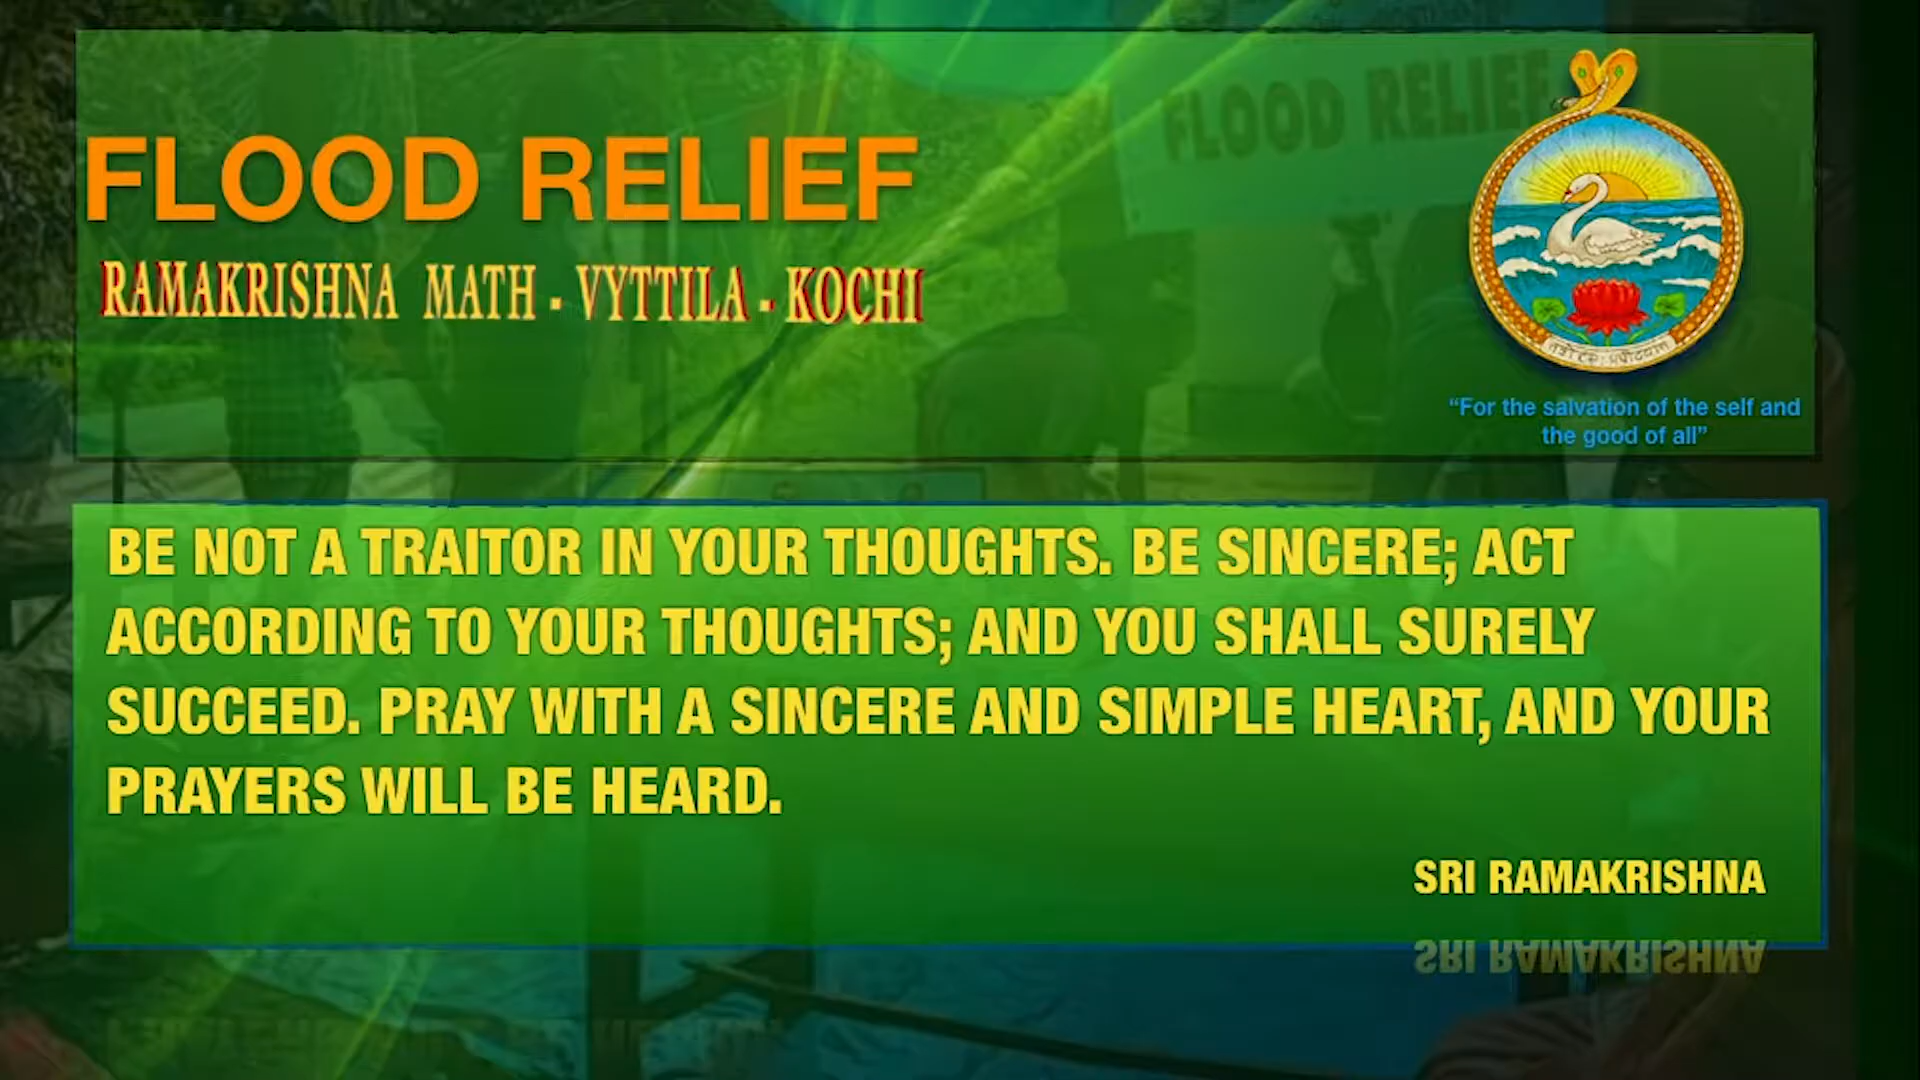 FLOOD RELIEF
FLOOD RELIEF
RAMAKRISHNA MATH - VYTTILA - KOCHI
“For the salvation of the self and
the good of all”
BE NOT A TRAITOR IN YOUR THOUGHTS. BE SINCERE; ACT
ACCORDING TO YOUR THOUGHTS; AND YOU SHALL SURELY
SUCCEED. PRAY WITH A SINCERE AND SIMPLE HEART, AND YOUR
PRAYERS WILL BE HEARD.
SRI RAMAKRISHNA